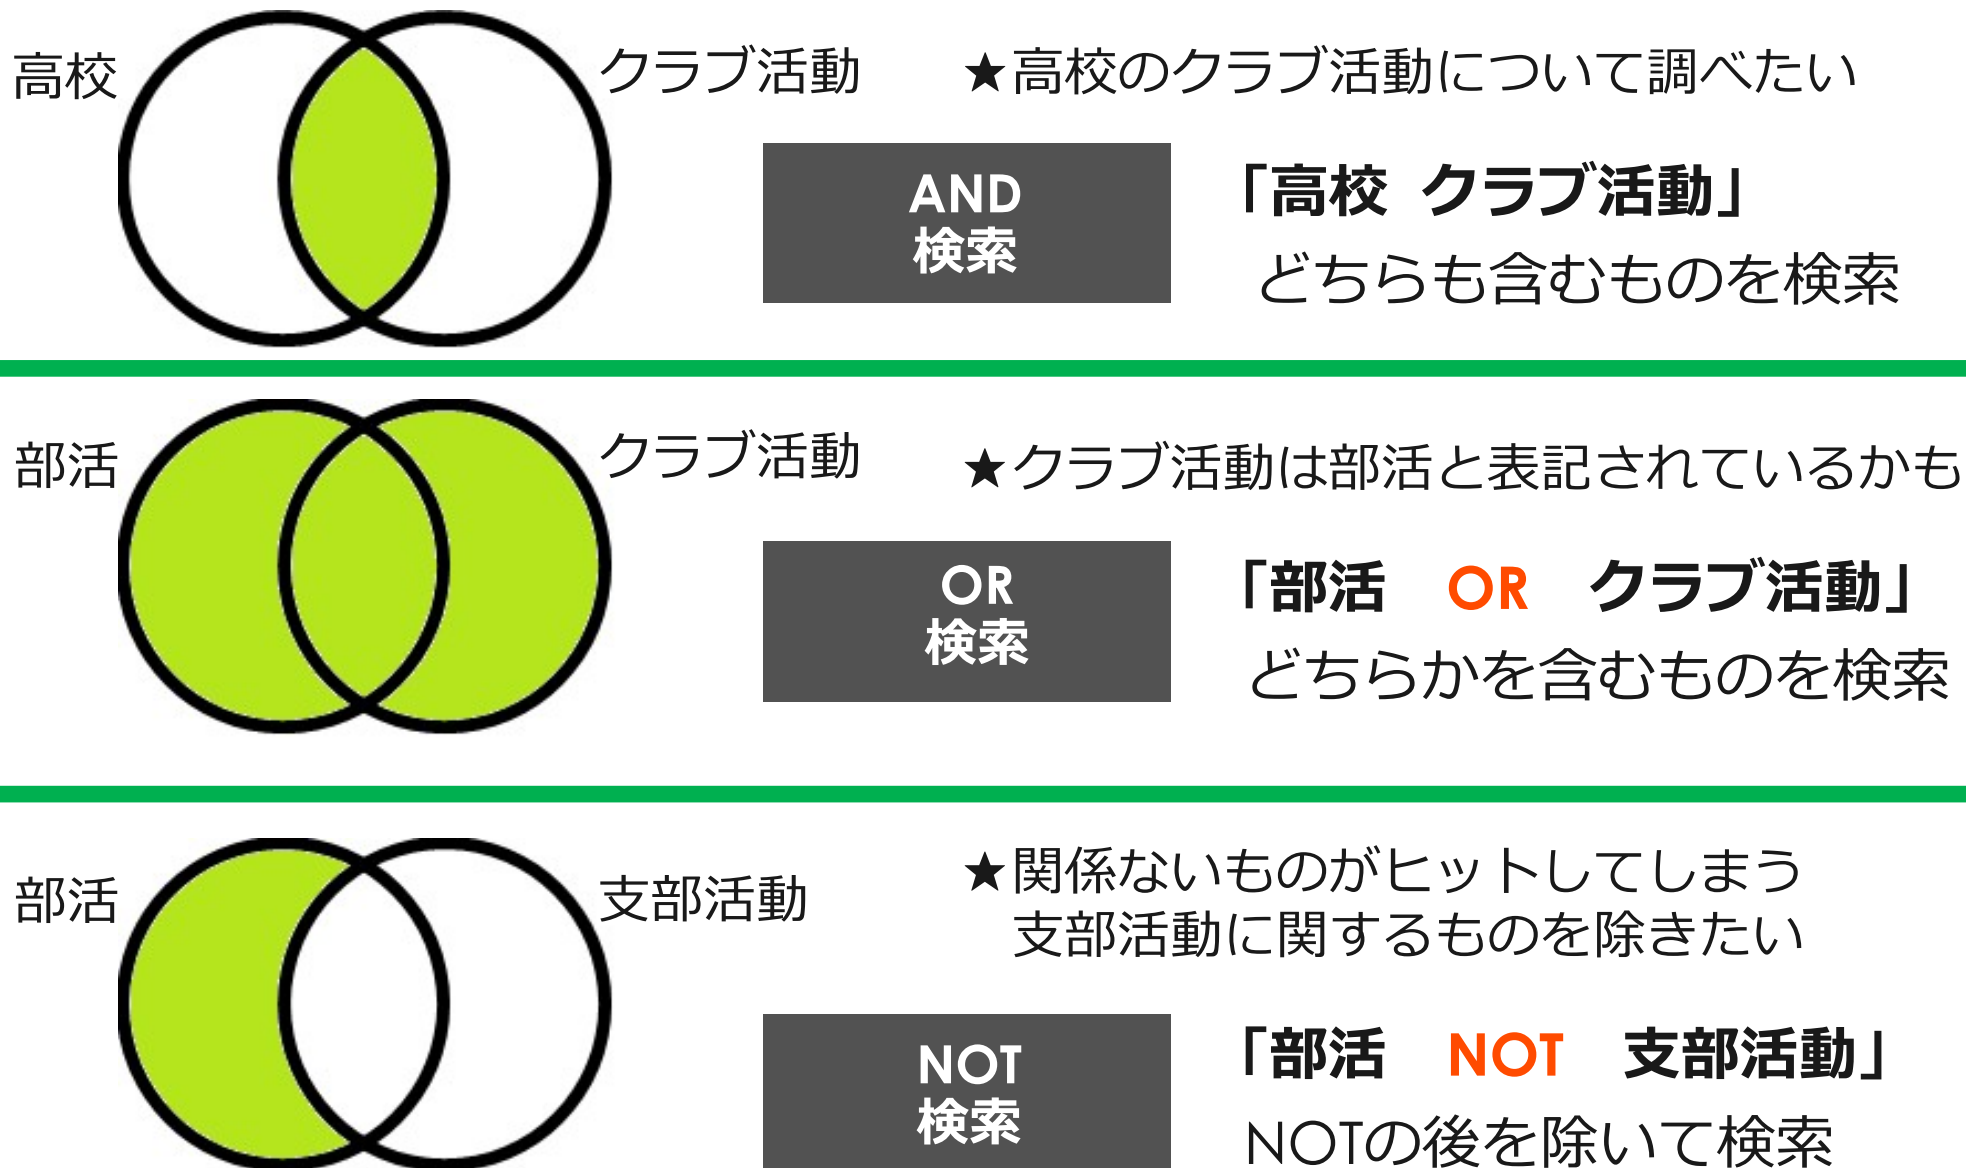 高校
クラブ活動
★高校のクラブ活動について調べたい
AND
検索
「高校 クラブ活動」
どちらも含むものを検索
部活
クラブ活動
★クラブ活動は部活と表記されているかも
OR
検索
「部活 OR クラブ活動」
どちらかを含むものを検索
部活
支部活動
★関係ないものがヒットしてしまう
支部活動に関するものを除きたい
NOT
検索
「部活 NOT 支部活動」
NOTの後を除いて検索